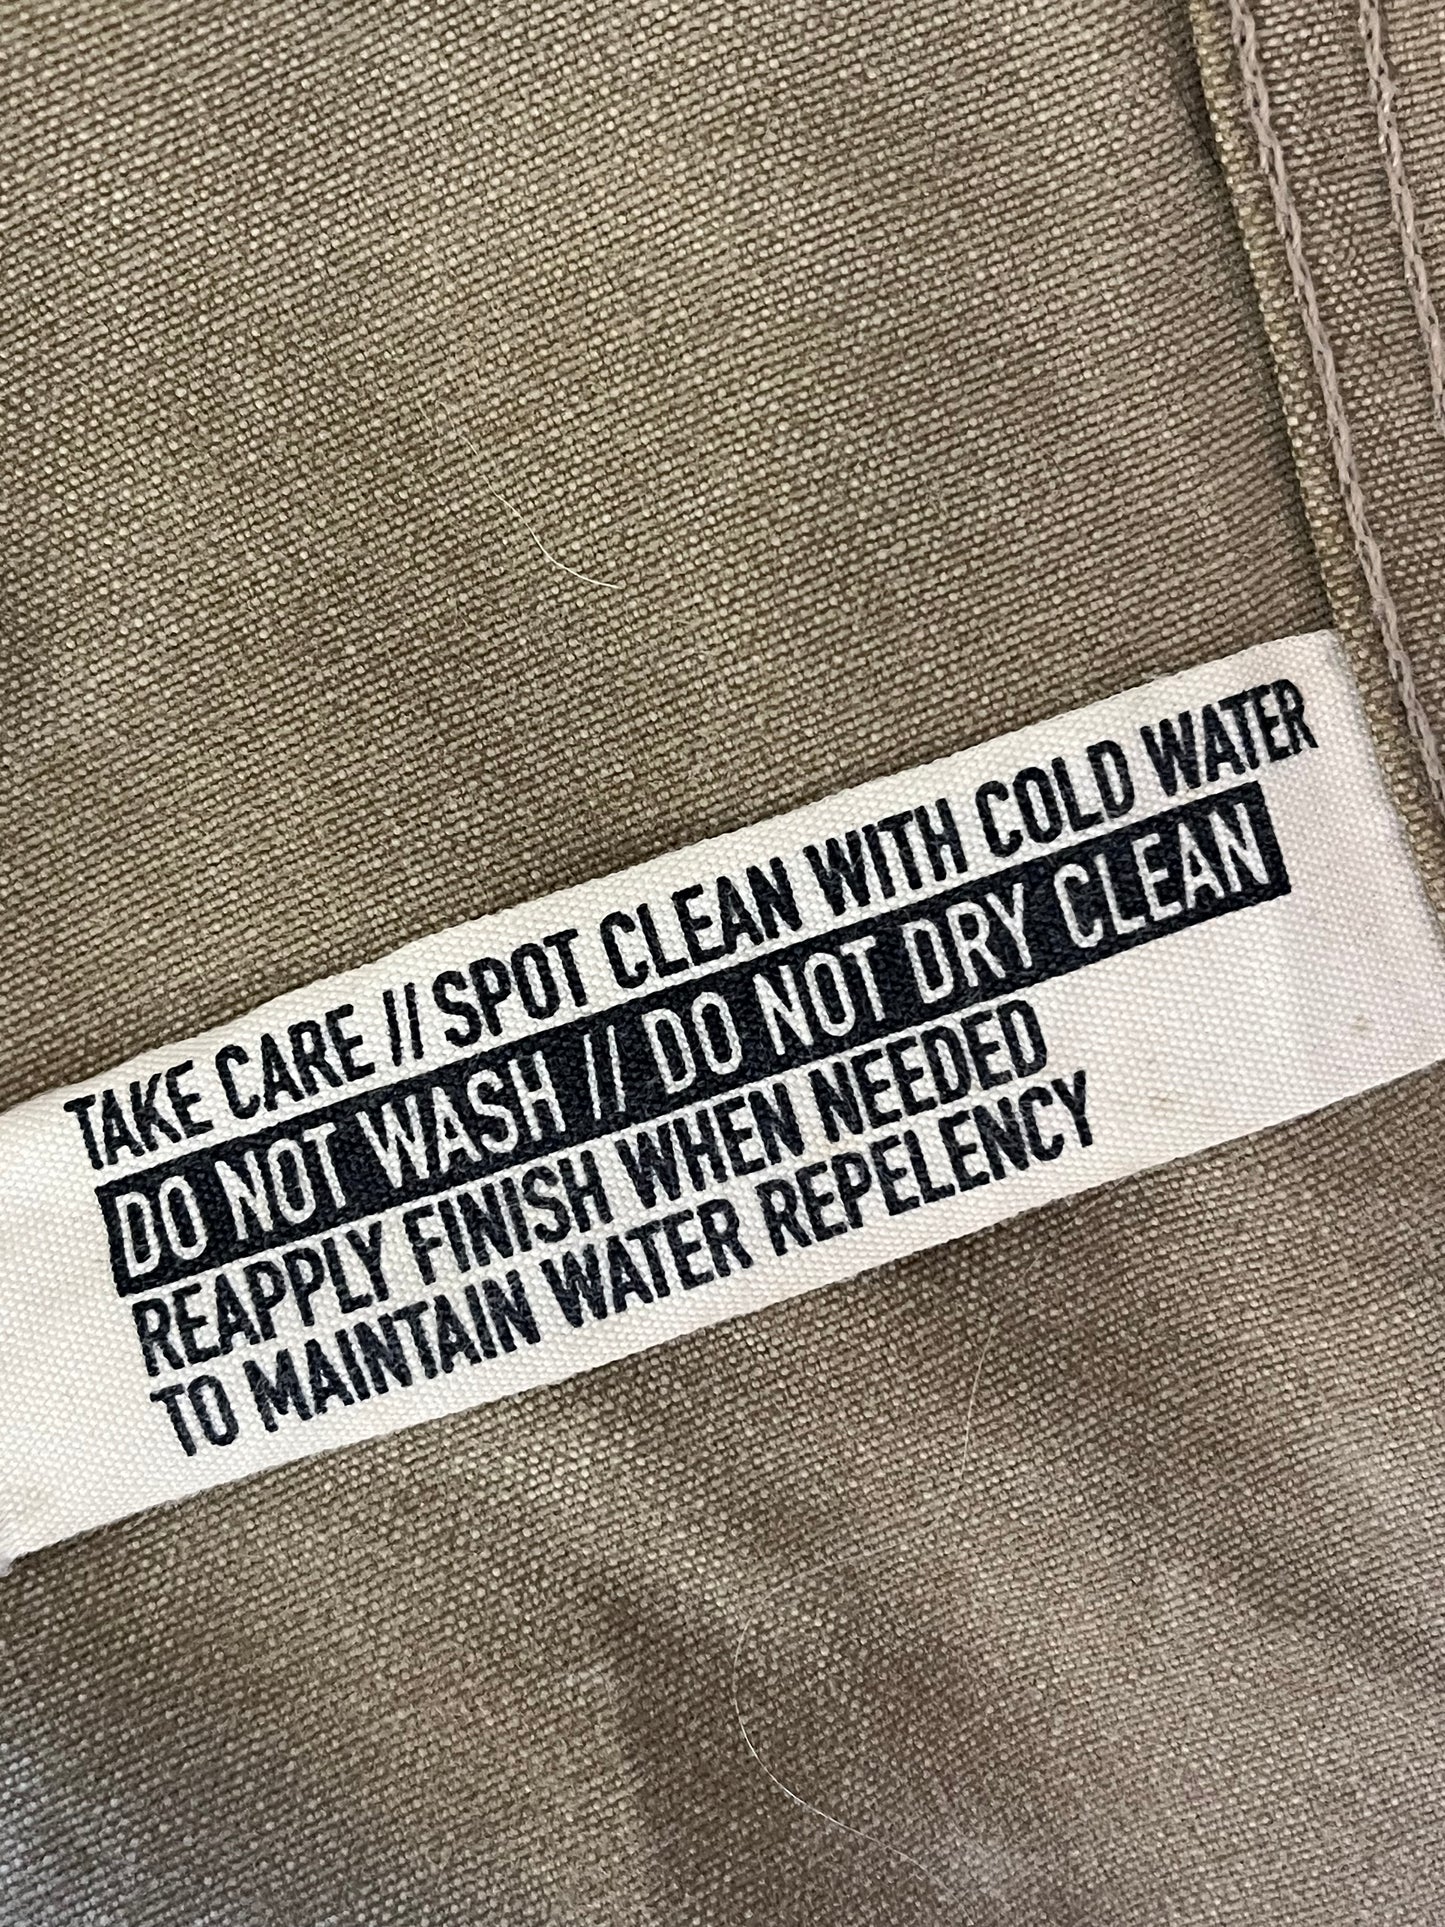 TAKE CARE // SPOT CLEAN WITH COLD WATER
DO NOT WASH // DO NOT DRY CLEAN
REAPPLY FINISH WHEN NEEDED
TO MAINTAIN WATER REPELENCY